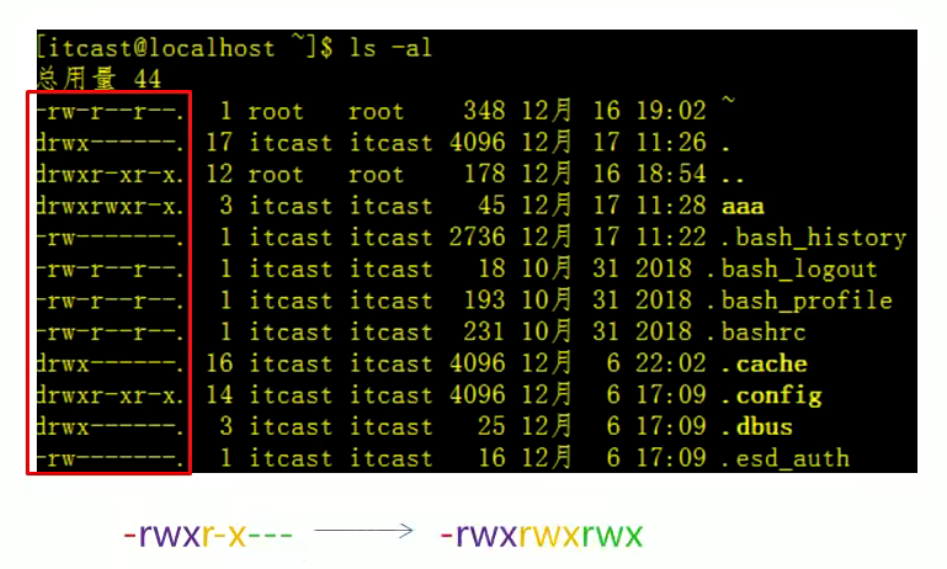 [itcast@localhost ~]$ ls -al
总用量 44
-rw-r--r--. 1 root root 348 12月 16 19:02 ~
drwx------. 17 itcast itcast 4096 12月 17 11:26 .
drwxr-xr-x. 12 root root 178 12月 16 18:54 ..
drwxrwxr-x. 3 itcast itcast 45 12月 17 11:28 aaa
-rw-------. 1 itcast itcast 2736 12月 17 11:22 .bash_history
-rw-r--r--. 1 itcast itcast 18 10月 31 2018 .bash_logout
-rw-r--r--. 1 itcast itcast 193 10月 31 2018 .bash_profile
-rw-r--r--. 1 itcast itcast 231 10月 31 2018 .bashrc
drwx------. 16 itcast itcast 4096 12月 6 22:02 .cache
drwxr-xr-x. 14 itcast itcast 4096 12月 6 17:09 .config
drwx------. 3 itcast itcast 25 12月 6 17:09 .dbus
-rw-------. 1 itcast itcast 16 12月 6 17:09 .esd_auth
-rwxr-x--- → -rwxrwxrwx